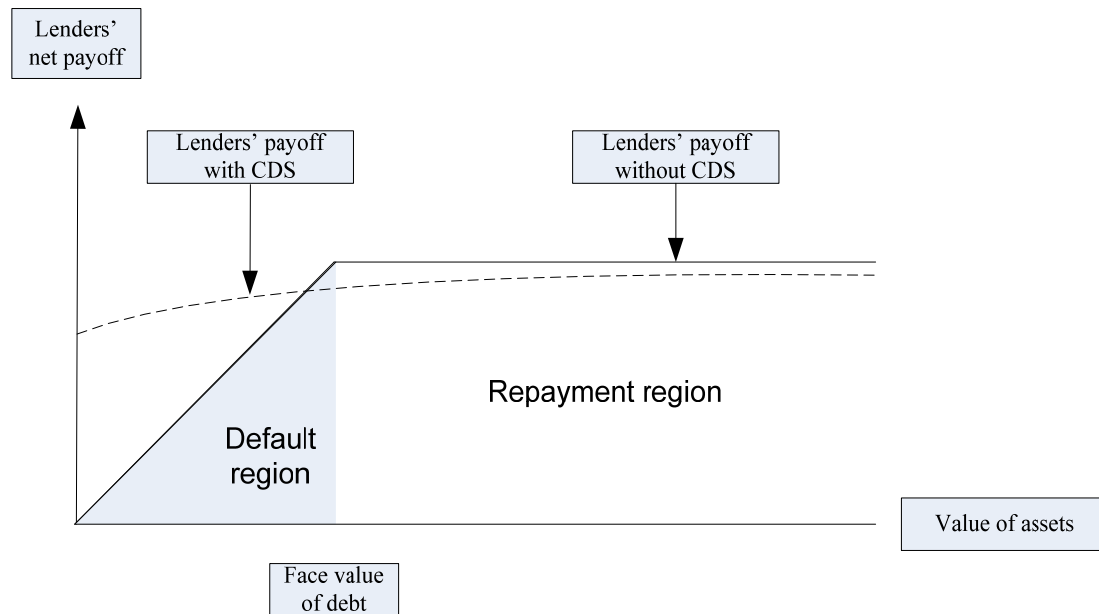 Lenders’
net payoff
Lenders’ payoff
with CDS
Lenders’ payoff
without CDS
Repayment region
Default
region
Value of assets
Face value
of debt